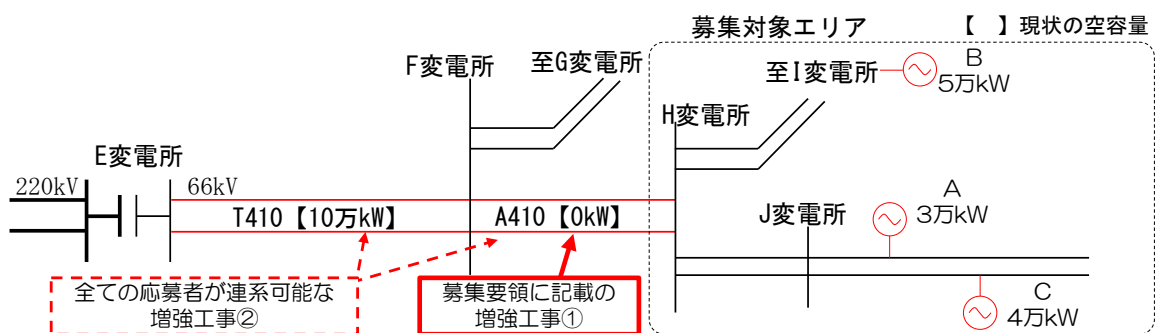 募集対象エリア
【 】現状の空容量
F変電所
至G変電所
至I変電所
B
5万kW
H変電所
E変電所
220kV
66kV
T410【10万kW】
A410【0kW】
J変電所
A
3万kW
全ての応募者が連系可能な
増強工事②
募集要領に記載の
増強工事①
C
4万kW